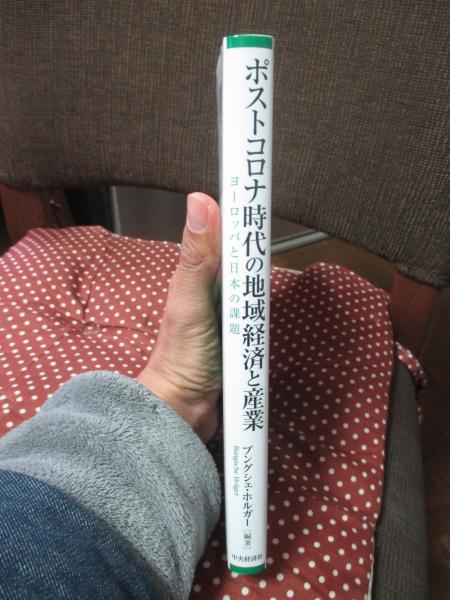 ポストコロナ時代の地域経済と産業
ヨーロッパと日本の課題
ブングシェ・ホルガー
Bungsche Holger
[編著]
中央経済社